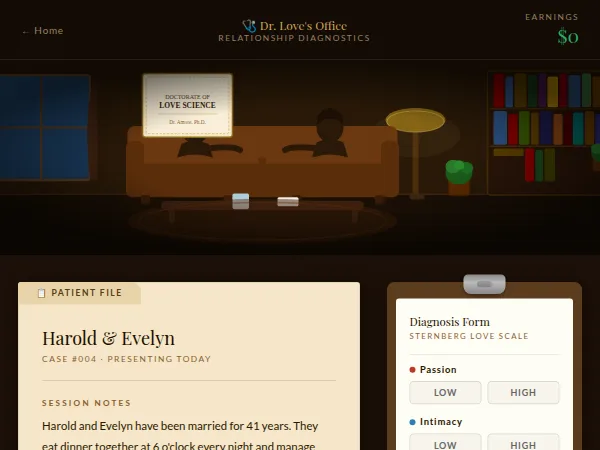 ← Home
🩺 Dr. Love's Office
RELATIONSHIP DIAGNOSTICS
EARNINGS
$0
DOCTORATE OF
LOVE SCIENCE
Dr. Amore, Ph.D.
📋 PATIENT FILE
Harold & Evelyn
CASE #004 · PRESENTING TODAY
SESSION NOTES
Harold and Evelyn have been married for 41 years. They
eat dinner together at 6 o'clock every night and manage
Diagnosis Form
STERNBERG LOVE SCALE
Passion
LOW HIGH
Intimacy
LOW HIGH